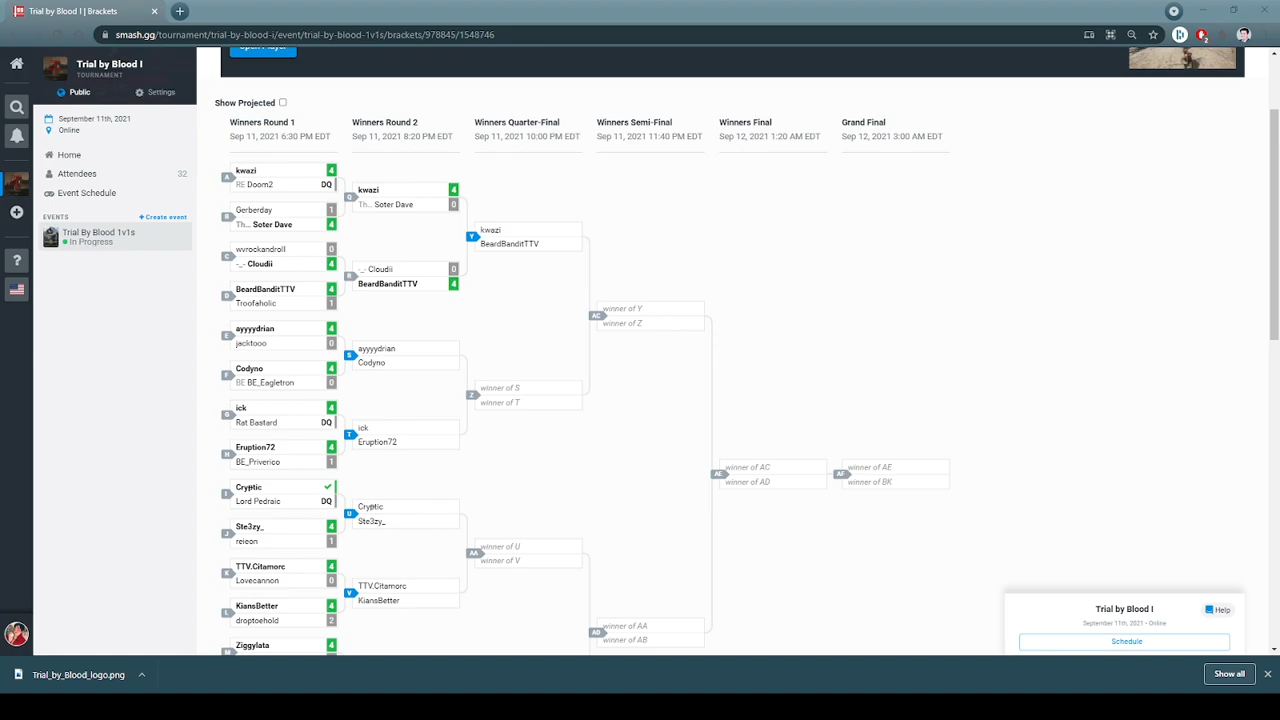 Trial by Blood I | Brackets
smash.gg/tournament/trial-by-blood-i/event/trial-by-blood-1v1s/brackets/978845/1548746
2
Trial by Blood I
TOURNAMENT
Public
Settings
September 11th, 2021
Online
Home
Attendees 32
Event Schedule
EVENTS
Create event
Trial By Blood 1v1s
In Progress
Show Projected
Winners Round 1
Sep 11, 2021 6:30 PM EDT
Winners Round 2
Sep 11, 2021 8:20 PM EDT
Winners Quarter-Final
Sep 11, 2021 10:00 PM EDT
Winners Semi-Final
Sep 11, 2021 11:40 PM EDT
Winners Final
Sep 12, 2021 1:20 AM EDT
Grand Final
Sep 12, 2021 3:00 AM EDT
A
kwazi 4
RE Doom2 DQ
B
Gerberday 1
Th... Soter Dave 4
C
wvrockandroll 0
-_- Cloudii 4
D
BeardBanditTTV 4
Troofaholic 1
E
ayyyydrian 4
jacktooo 0
F
Codyno 4
BE BE_Eagletron 0
G
ick 4
Rat Bastard DQ
H
Eruption72 4
BE_Priverico 1
I
Cryptic
Lord Pedraic DQ
J
Ste3zy_ 4
reieon 1
K
TTV.Citamorc 4
Lovecannon 0
L
KiansBetter 4
droptoehold 2
Ziggylata
Q
kwazi 4
Th... Soter Dave 0
R
-_- Cloudii 0
BeardBanditTTV 4
S
ayyyydrian
Codyno
T
ick
Eruption72
U
Cryptic
Ste3zy_
V
TTV.Citamorc
KiansBetter
Y
kwazi
BeardBanditTTV
Z
winner of S
winner of T
AA
winner of U
winner of V
AC
winner of Y
winner of Z
AD
winner of AA
winner of AB
AE
winner of AC
winner of AD
AF
winner of AE
winner of BK
Trial by Blood I
Help
September 11th, 2021 • Online
Schedule
Trial_by_Blood_logo.png
Show all